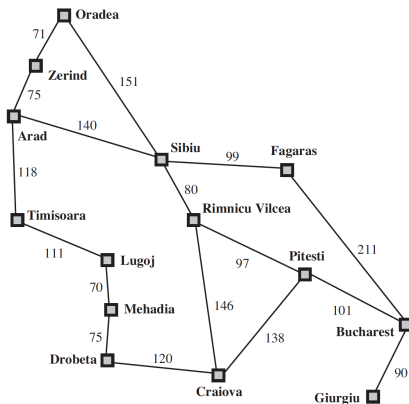 Oradea
71
Zerind
151
75
140
Arad
Sibiu
99
Fagaras
118
80
Timisoara
Rimnicu Vilcea
111
Lugoj
97
Pitesti
211
70
146
101
Mehadia
138
Bucharest
75
120
Drobeta
90
Craiova
Giurgiu